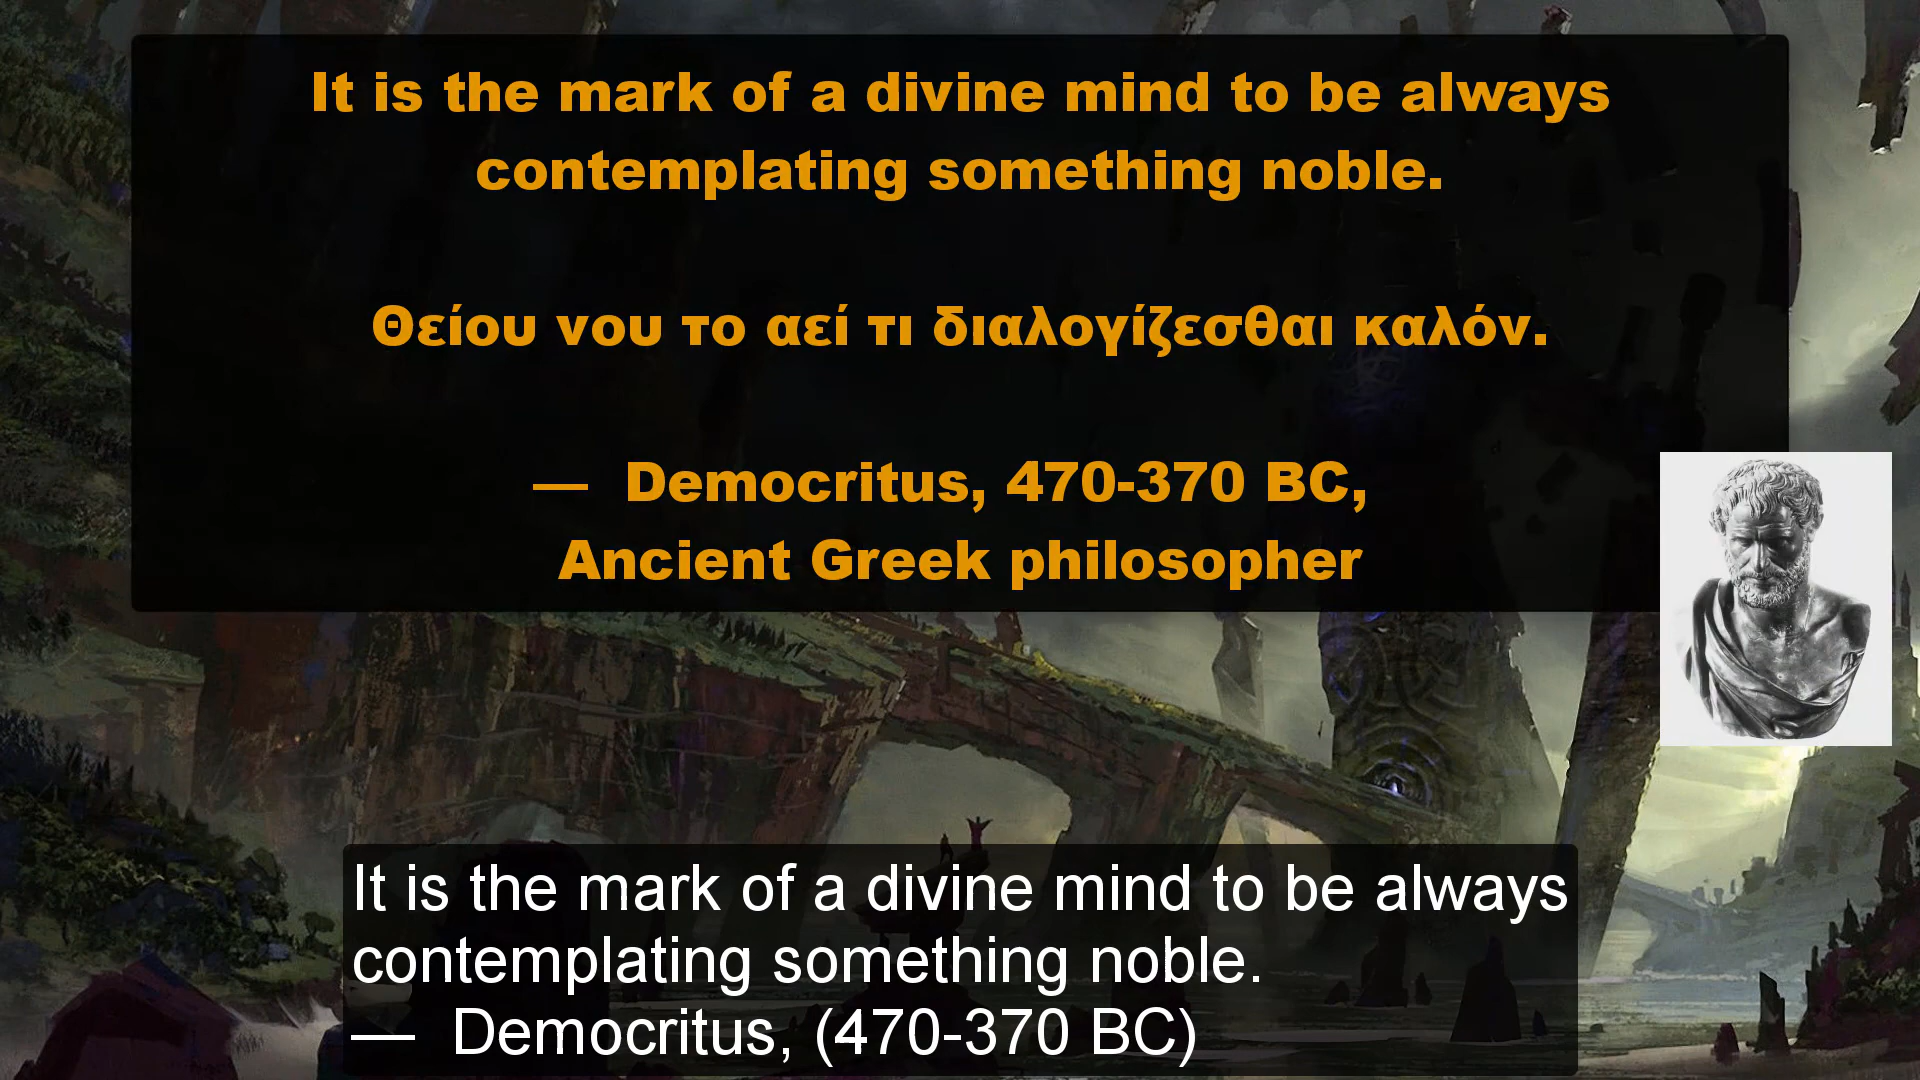 It is the mark of a divine mind to be always
contemplating something noble.
Θείου νου το αεί τι διαλογίζεσθαι καλόν.
—  Democritus, 470-370 BC,
Ancient Greek philosopher
It is the mark of a divine mind to be always
contemplating something noble.
—  Democritus, (470-370 BC)